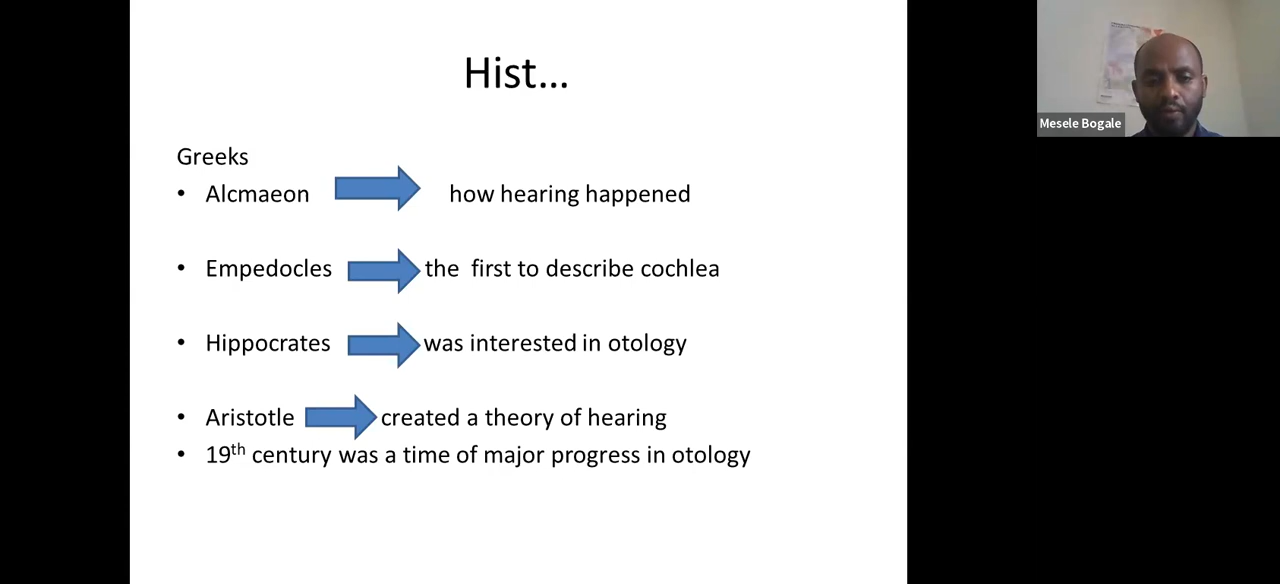 Hist...
Greeks
• Alcmaeon how hearing happened
• Empedocles the first to describe cochlea
• Hippocrates was interested in otology
• Aristotle created a theory of hearing
• 19th century was a time of major progress in otology
Mesele Bogale